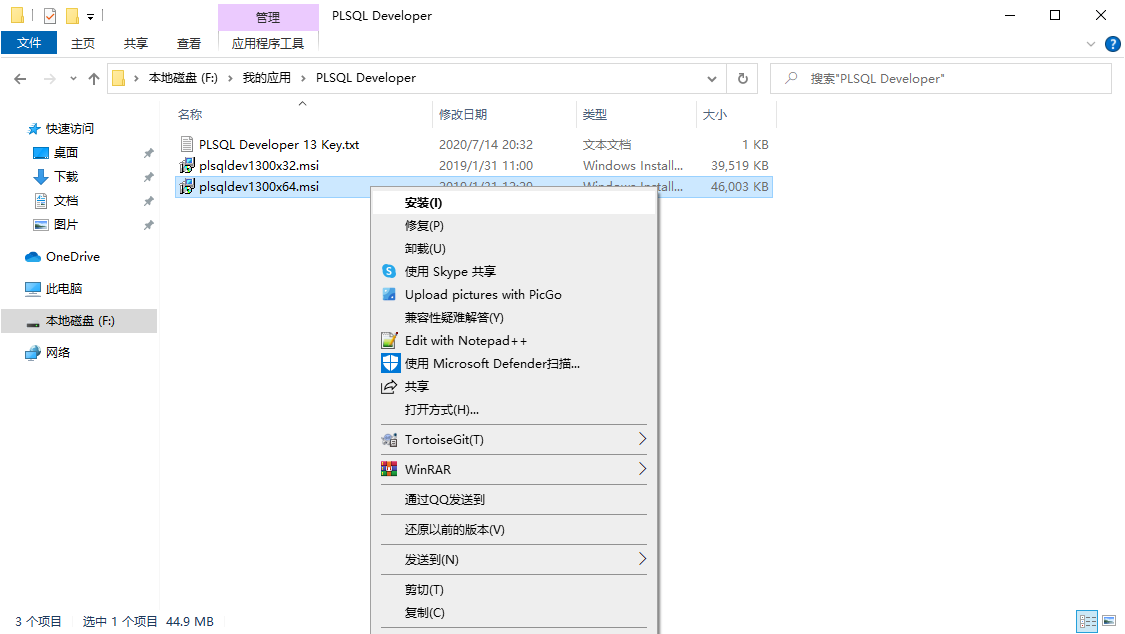 管理
PLSQL Developer
文件
主页
共享
查看
应用程序工具
本地磁盘 (F:) › 我的应用 › PLSQL Developer
搜索"PLSQL Developer"
名称
修改日期
类型
大小
PLSQL Developer 13 Key.txt 2020/7/14 20:32 文本文档 1 KB
plsqldev1300x32.msi 2019/1/31 11:00 Windows Install... 39,519 KB
plsqldev1300x64.msi 46,003 KB
快速访问
桌面
下载
文档
图片
OneDrive
此电脑
本地磁盘 (F:)
网络
安装(I)
修复(P)
卸载(U)
使用 Skype 共享
Upload pictures with PicGo
兼容性疑难解答(Y)
Edit with Notepad++
使用 Microsoft Defender扫描...
共享
打开方式(H)...
TortoiseGit(T)
WinRAR
通过QQ发送到
还原以前的版本(V)
发送到(N)
剪切(T)
复制(C)
3 个项目
选中 1 个项目 44.9 MB